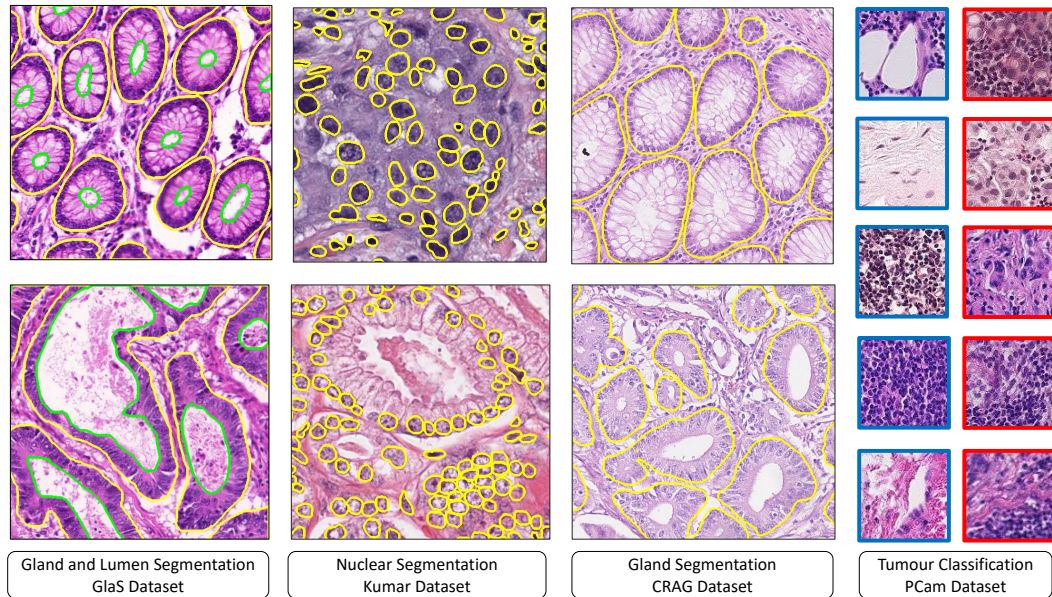 Gland and Lumen Segmentation
GlaS Dataset
Nuclear Segmentation
Kumar Dataset
Gland Segmentation
CRAG Dataset
Tumour Classification
PCam Dataset